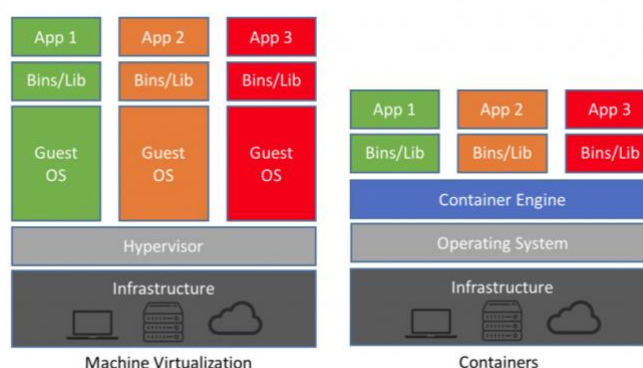 App 1
App 2
App 3
Bins/Lib
Bins/Lib
Bins/Lib
Guest
OS
Guest
OS
Guest
OS
Hypervisor
Infrastructure
Machine Virtualization
App 1
App 2
App 3
Bins/Lib
Bins/Lib
Bins/Lib
Container Engine
Operating System
Infrastructure
Containers